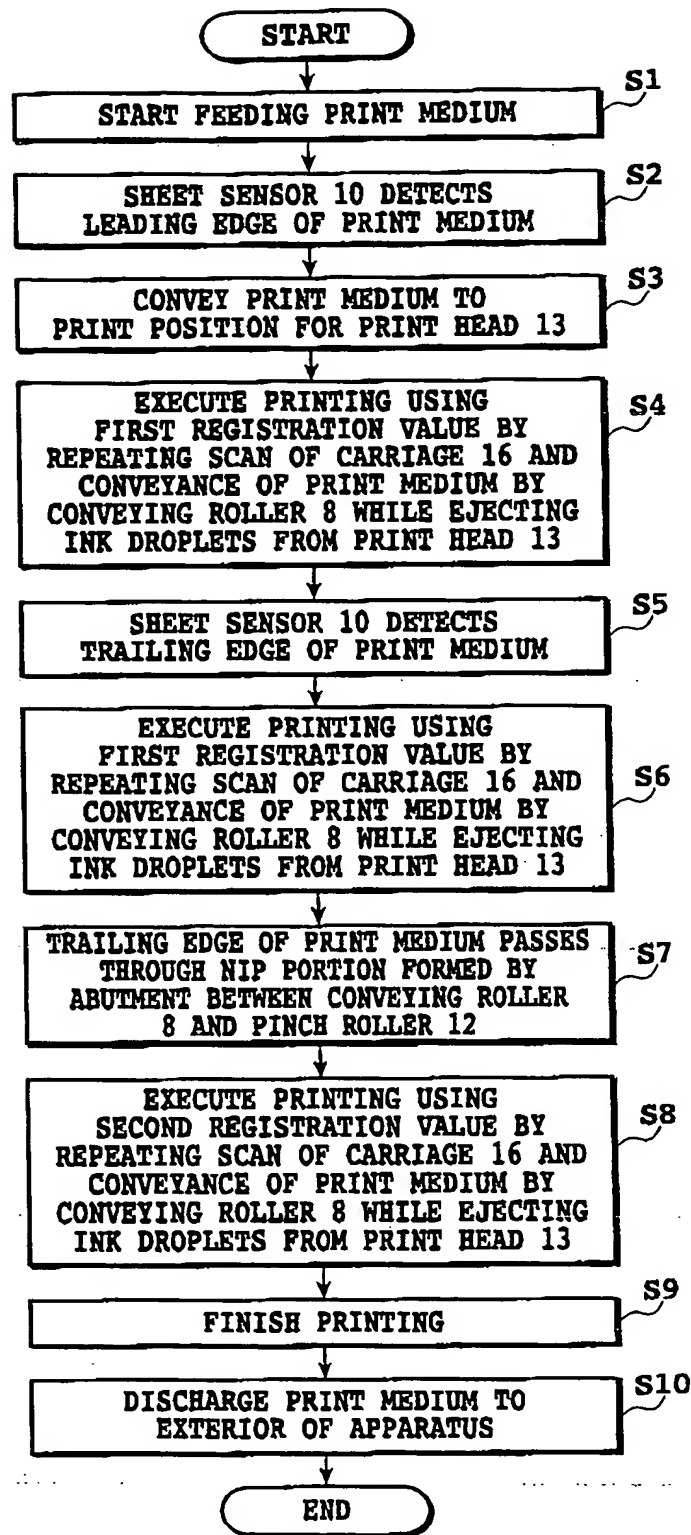 START
S1
START FEEDING PRINT MEDIUM
S2
SHEET SENSOR 10 DETECTS
LEADING EDGE OF PRINT MEDIUM
S3
CONVEY PRINT MEDIUM TO
PRINT POSITION FOR PRINT HEAD 13
S4
EXECUTE PRINTING USING
FIRST REGISTRATION VALUE BY
REPEATING SCAN OF CARRIAGE 16 AND
CONVEYANCE OF PRINT MEDIUM BY
CONVEYING ROLLER 8 WHILE EJECTING
INK DROPLETS FROM PRINT HEAD 13
S5
SHEET SENSOR 10 DETECTS
TRAILING EDGE OF PRINT MEDIUM
S6
EXECUTE PRINTING USING
FIRST REGISTRATION VALUE BY
REPEATING SCAN OF CARRIAGE 16 AND
CONVEYANCE OF PRINT MEDIUM BY
CONVEYING ROLLER 8 WHILE EJECTING
INK DROPLETS FROM PRINT HEAD 13
S7
TRAILING EDGE OF PRINT MEDIUM PASSES
THROUGH NIP PORTION FORMED BY
ABUTMENT BETWEEN CONVEYING ROLLER
8 AND PINCH ROLLER 12
S8
EXECUTE PRINTING USING
SECOND REGISTRATION VALUE BY
REPEATING SCAN OF CARRIAGE 16 AND
CONVEYANCE OF PRINT MEDIUM BY
CONVEYING ROLLER 8 WHILE EJECTING
INK DROPLETS FROM PRINT HEAD 13
S9
FINISH PRINTING
S10
DISCHARGE PRINT MEDIUM TO
EXTERIOR OF APPARATUS
END